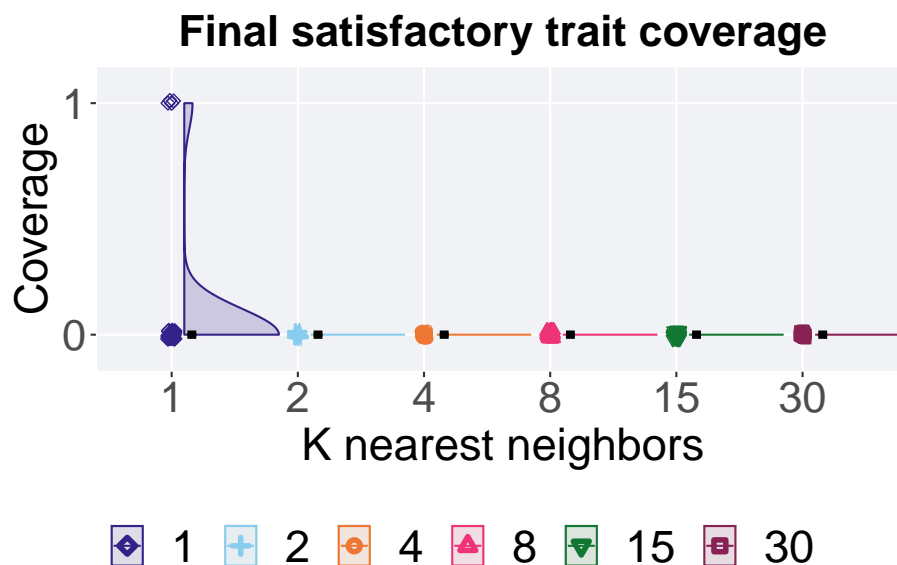 Final satisfactory trait coverage
Coverage
1
0
1 2 4 8 15 30
K nearest neighbors
1 2 4 8 15 30